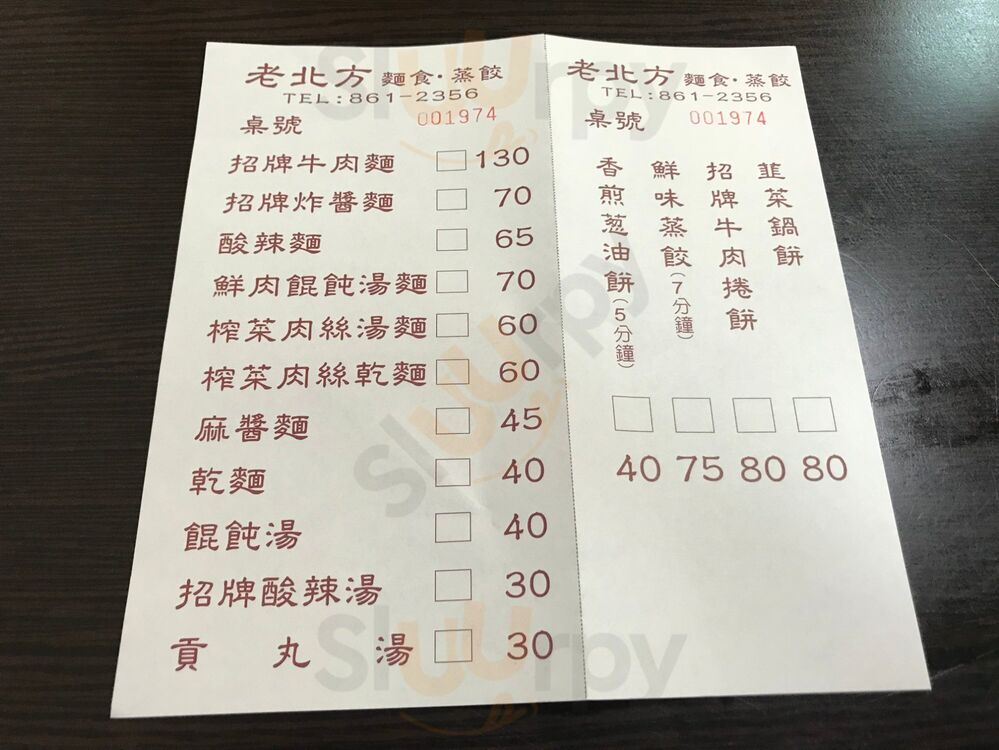 老北方 麵食·蒸餃
TEL:861-2356
桌號 001974
招牌牛肉麵 □ 130
招牌炸醬麵 □ 70
酸辣麵 □ 65
鮮肉餛飩湯麵 □ 70
榨菜肉絲湯麵 □ 60
榨菜肉絲乾麵 □ 60
麻醬麵 □ 45
乾麵 □ 40
餛飩湯 □ 40
招牌酸辣湯 □ 30
貢丸湯 □ 30
老北方 麵食·蒸餃
TEL:861-2356
桌號 001974
韮菜鍋餅
招牌牛肉捲餅
鮮味蒸餃(7分鐘)
香煎葱油餅(5分鐘)
□ □ □ □
40 75 80 80
Sluurpy
Sluurpy
Sluurpy